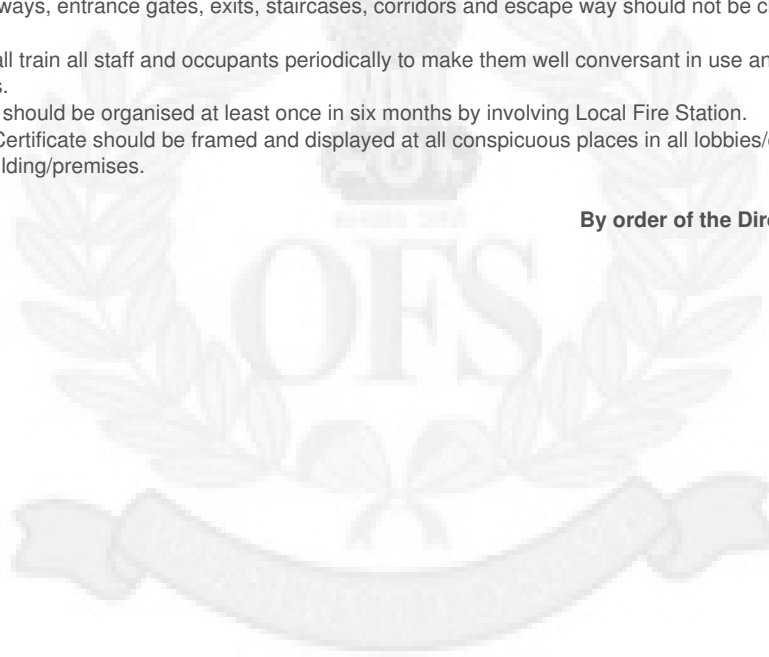 ways, entrance gates, exits, staircases, corridors and escape way should not be c
all train all staff and occupants periodically to make them well conversant in use an
s.
should be organised at least once in six months by involving Local Fire Station.
Certificate should be framed and displayed at all conspicuous places in all lobbies/
lding/premises.
By order of the Dire
OFS